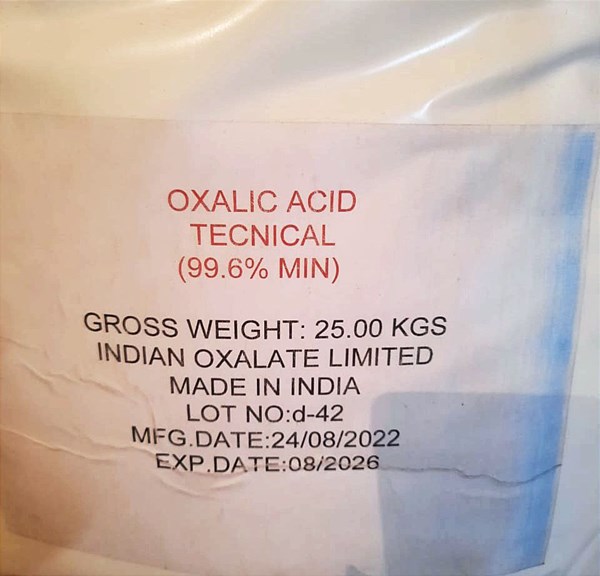 OXALIC ACID
TECNICAL
(99.6% MIN)
GROSS WEIGHT: 25.00 KGS
INDIAN OXALATE LIMITED
MADE IN INDIA
LOT NO:d-42
MFG.DATE:24/08/2022
EXP.DATE:08/2026